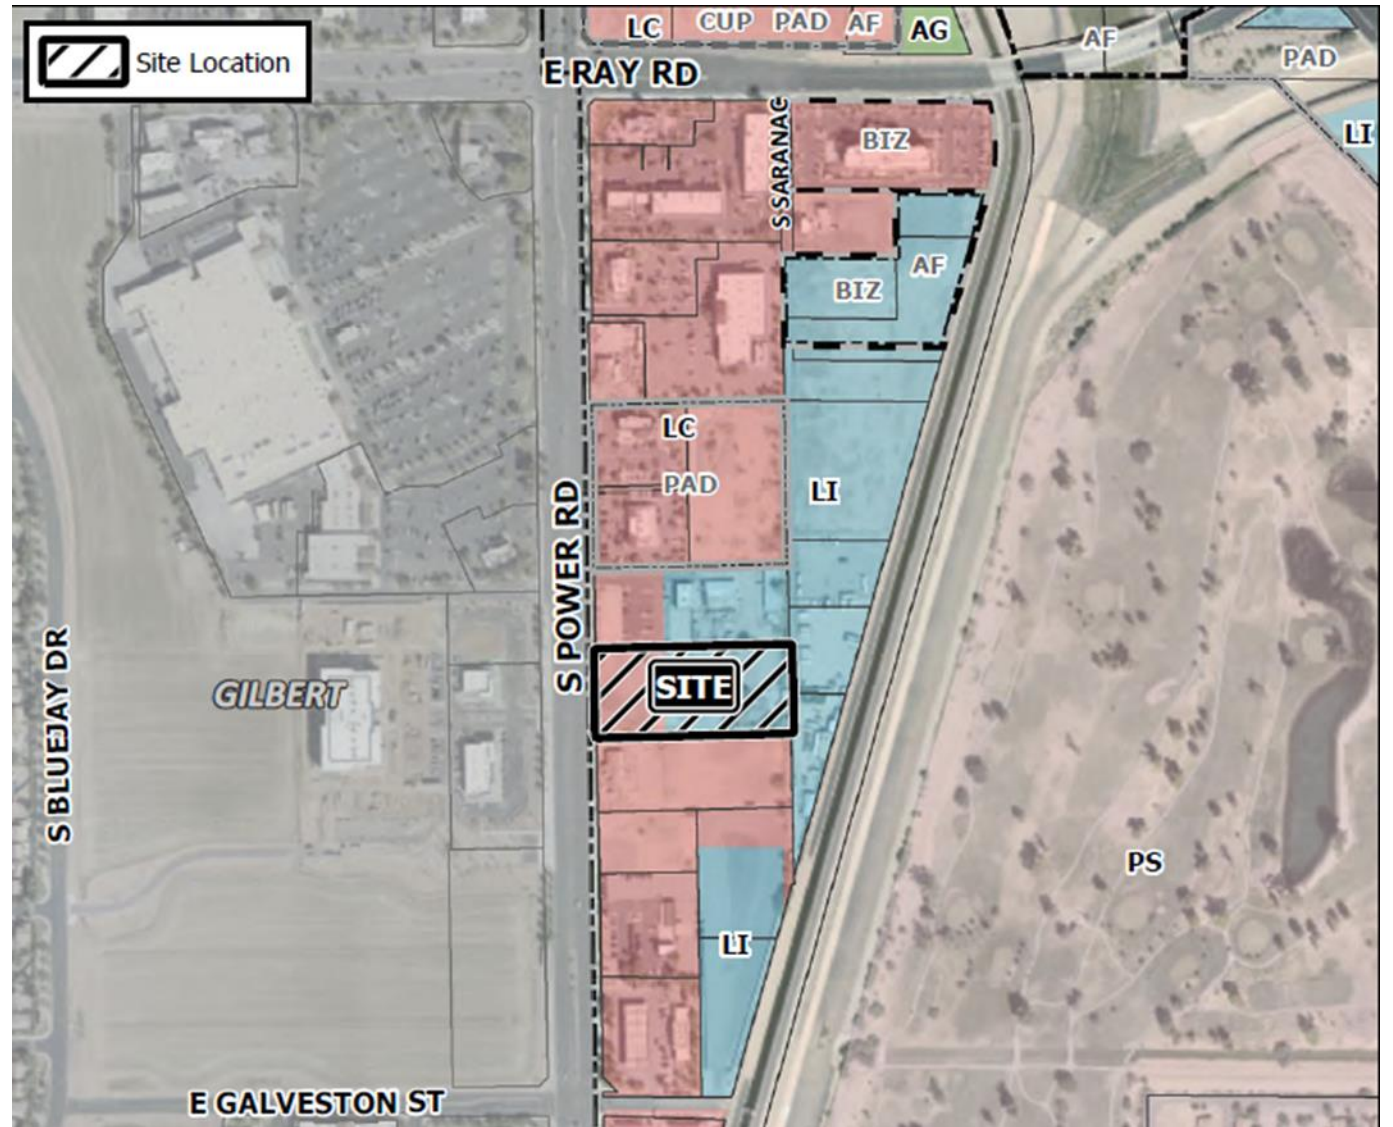 Site Location
LC
CUP
PAD
AF
AG
AF
PAD
E RAY RD
S SARANAC
BIZ
LI
AF
BIZ
LC
PAD
LI
S POWER RD
S BLUEJAY DR
GILBERT
SITE
PS
LI
E GALVESTON ST